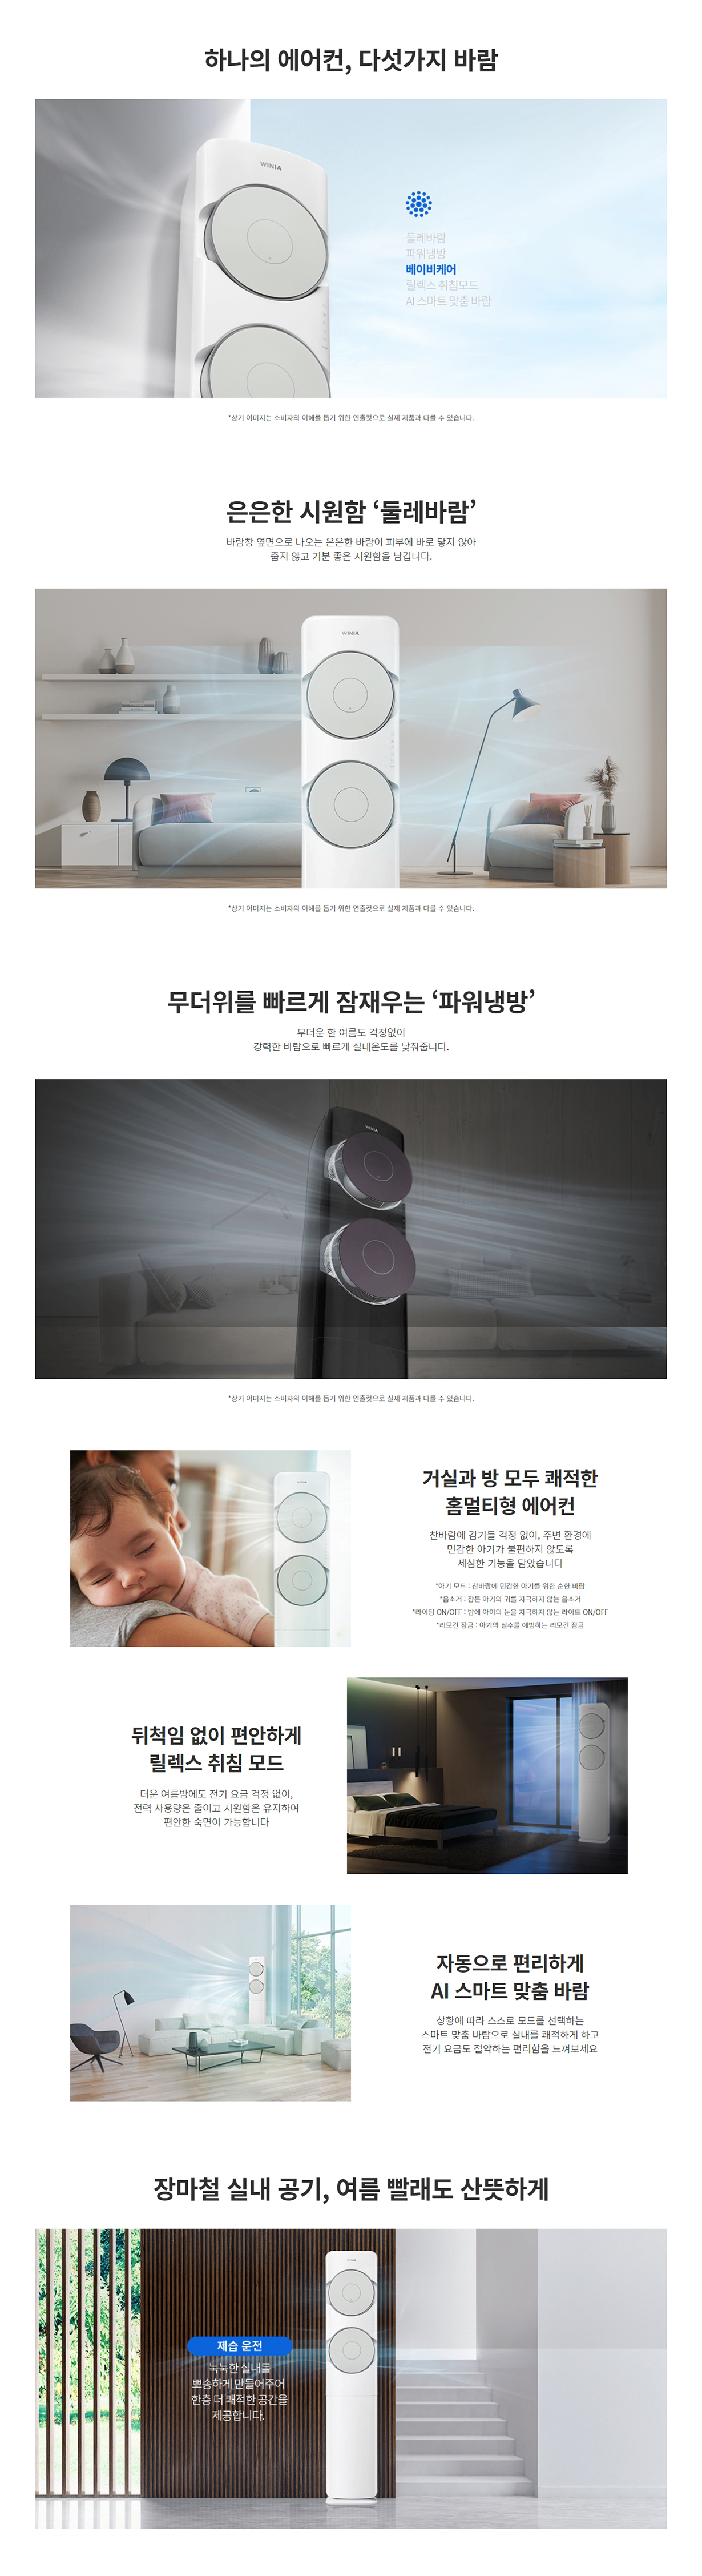 하나의 에어컨, 다섯가지 바람
WINIA
둘레바람
파워냉방
베이비케어
릴렉스 취침모드
AI 스마트 맞춤 바람
*상기 이미지는 소비자의 이해를 돕기 위한 연출컷으로 실제 제품과 다를 수 있습니다.
은은한 시원함 ‘둘레바람’
바람창 옆면으로 나오는 은은한 바람이 피부에 바로 닿지 않아
춥지 않고 기분 좋은 시원함을 남깁니다.
WINIA
*상기 이미지는 소비자의 이해를 돕기 위한 연출컷으로 실제 제품과 다를 수 있습니다.
무더위를 빠르게 잠재우는 ‘파워냉방’
무더운 한 여름도 걱정없이
강력한 바람으로 빠르게 실내온도를 낮춰줍니다.
WINIA
*상기 이미지는 소비자의 이해를 돕기 위한 연출컷으로 실제 제품과 다를 수 있습니다.
거실과 방 모두 쾌적한
홈멀티형 에어컨
찬바람에 감기들 걱정 없이, 주변 환경에
민감한 아기가 불편하지 않도록
세심한 기능을 담았습니다
*아기 모드 : 찬바람에 민감한 아기를 위한 순한 바람
*음소거 : 잠든 아기의 귀를 자극하지 않는 음소거
*라이팅 ON/OFF : 밤에 아이의 눈을 자극하지 않는 라이트 ON/OFF
*리모컨 잠금 : 아기의 실수를 예방하는 리모컨 잠금
뒤척임 없이 편안하게
릴렉스 취침 모드
더운 여름밤에도 전기 요금 걱정 없이,
전력 사용량은 줄이고 시원함은 유지하여
편안한 숙면이 가능합니다
자동으로 편리하게
AI 스마트 맞춤 바람
상황에 따라 스스로 모드를 선택하는
스마트 맞춤 바람으로 실내를 쾌적하게 하고
전기 요금도 절약하는 편리함을 느껴보세요
장마철 실내 공기, 여름 빨래도 산뜻하게
제습 운전
눅눅한 실내를
뽀송하게 만들어주어
한층 더 쾌적한 공간을
제공합니다.